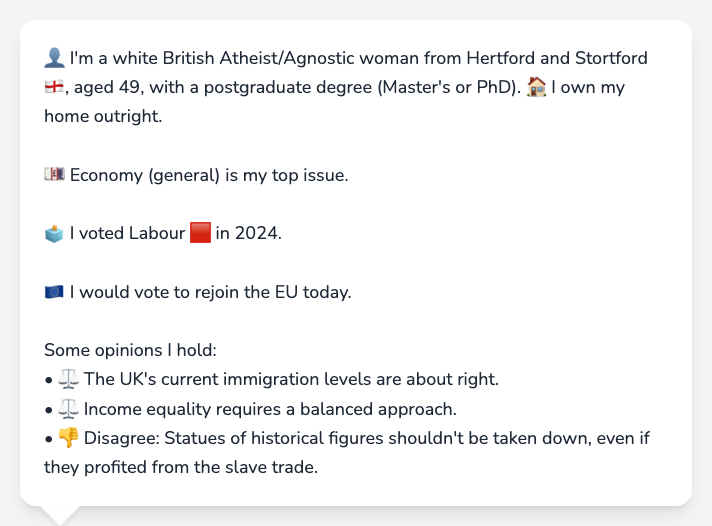 👤 I'm a white British Atheist/Agnostic woman from Hertford and Stortford
🏴󠁧󠁢󠁥󠁮󠁧󠁿, aged 49, with a postgraduate degree (Master's or PhD). 🏠 I own my
home outright.
💷 Economy (general) is my top issue.
🗳️ I voted Labour 🟥 in 2024.
🇪🇺 I would vote to rejoin the EU today.
Some opinions I hold:
• ⚖️ The UK's current immigration levels are about right.
• ⚖️ Income equality requires a balanced approach.
• 👎 Disagree: Statues of historical figures shouldn't be taken down, even if
they profited from the slave trade.